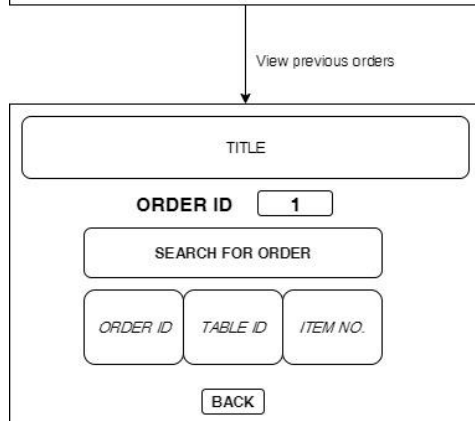 View previous orders
TITLE
ORDER ID 1
SEARCH FOR ORDER
ORDER ID TABLE ID ITEM NO.
BACK